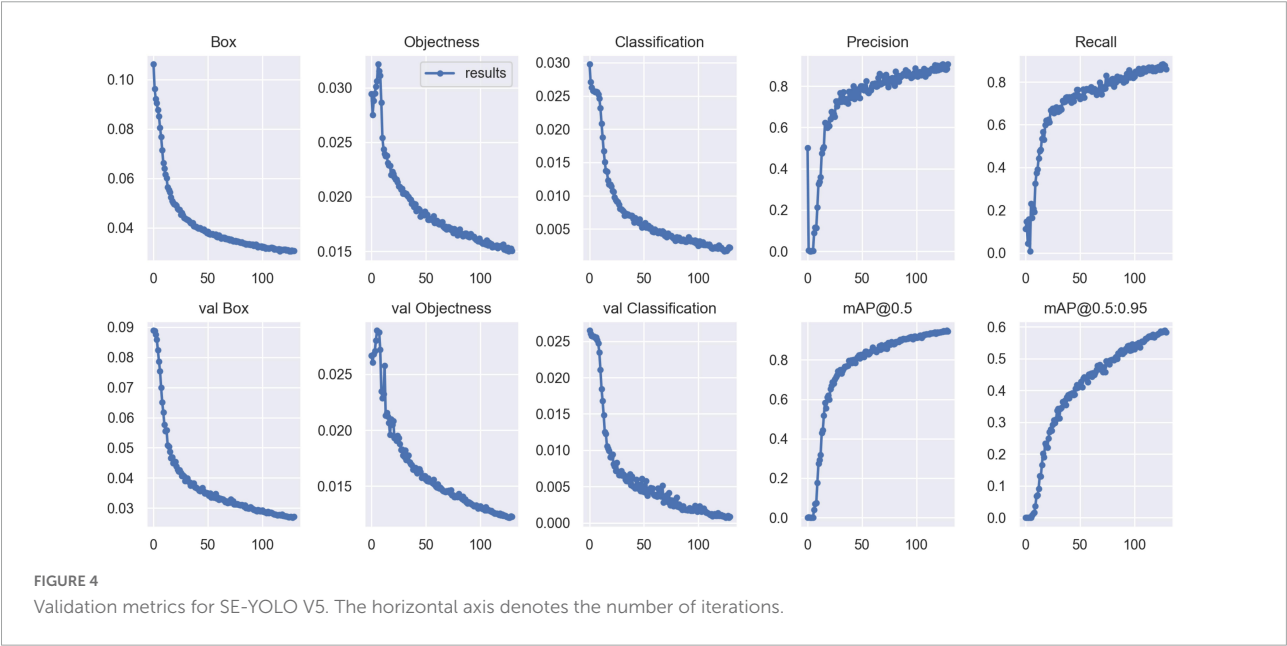 Box
Objectness
Classification
Precision
Recall
results
0.10
0.08
0.06
0.04
0 50 100
0.030
0.025
0.020
0.015
0 50 100
0.030
0.025
0.020
0.015
0.010
0.005
0 50 100
0.8
0.6
0.4
0.2
0.0
0 50 100
0.8
0.6
0.4
0.2
0.0
0 50 100
val Box
val Objectness
val Classification
mAP@0.5
mAP@0.5:0.95
0.09
0.08
0.07
0.06
0.05
0.04
0.03
0 50 100
0.025
0.020
0.015
0 50 100
0.025
0.020
0.015
0.010
0.005
0.000
0 50 100
0.8
0.6
0.4
0.2
0.0
0 50 100
0.6
0.5
0.4
0.3
0.2
0.1
0.0
0 50 100
FIGURE 4
Validation metrics for SE-YOLO V5. The horizontal axis denotes the number of iterations.